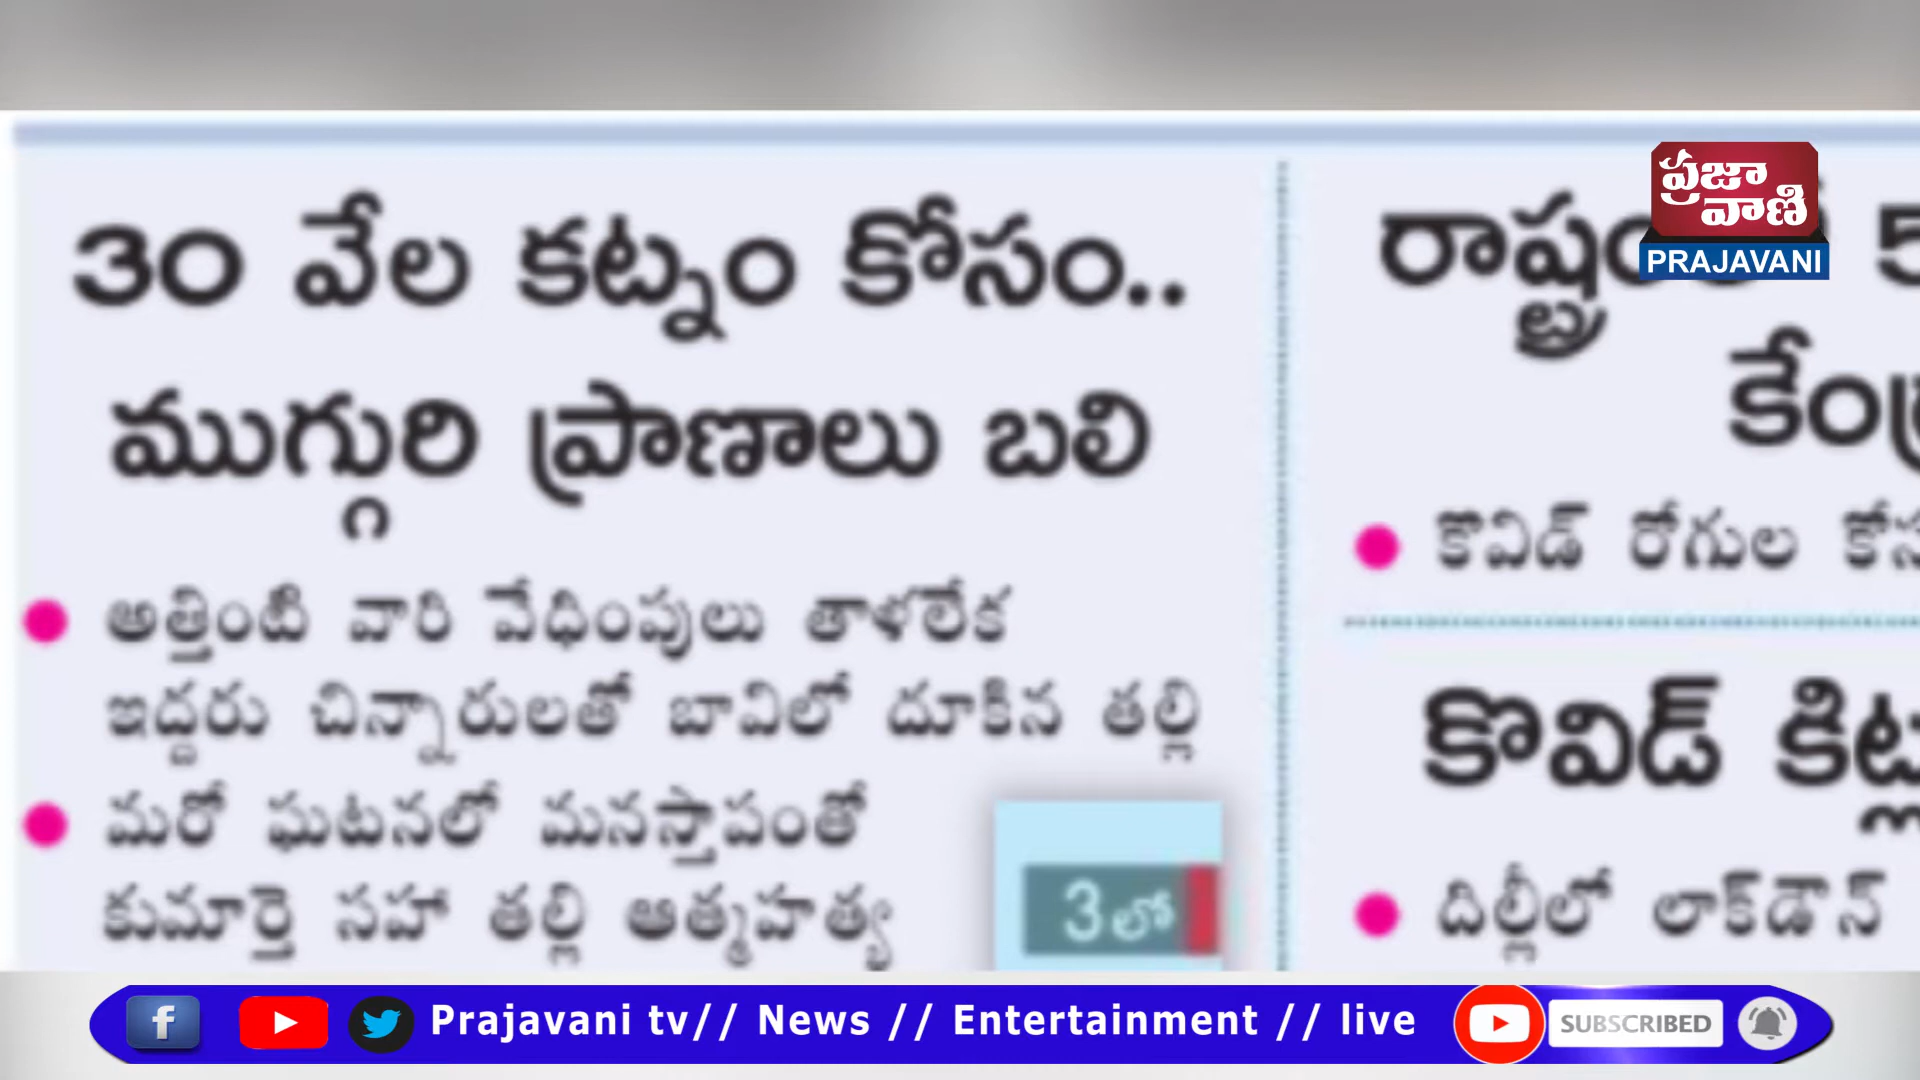 30 వేల కట్నం కోసం..
ముగ్గురి ప్రాణాలు బలి
అత్తింటి వారి వేధింపులు తాళలేక
ఇద్దరు చిన్నారులతో బావిలో దూకిన తల్లి
మరో ఘటనలో మనస్తాపంతో
కుమార్తె సహా తల్లి ఆత్మహత్య
3లో
ప్రజా
వాణి
PRAJAVANI
కొవిడ్ రోగుల
కొవిడ్
దిల్లీలో లాక్‌డౌన్
Prajavani tv// News // Entertainment // live
SUBSCRIBED